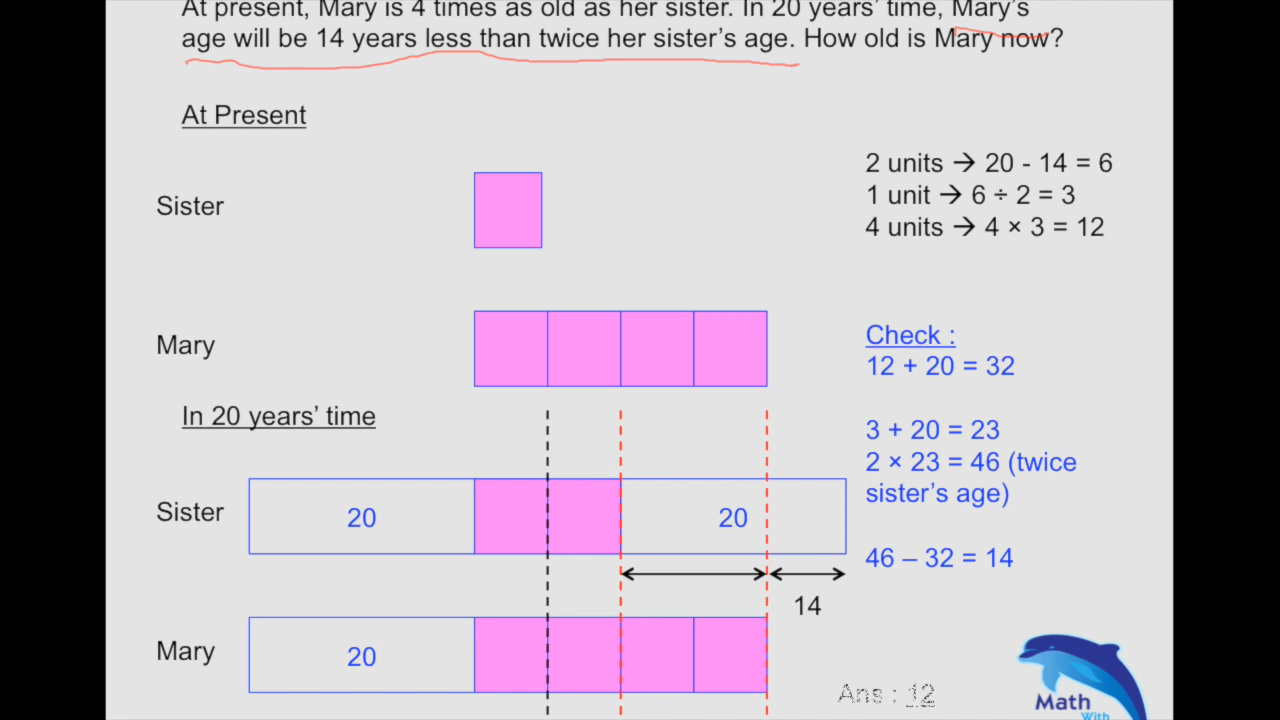 At present, Mary is 4 times as old as her sister. In 20 years’ time, Mary’s
age will be 14 years less than twice her sister’s age. How old is Mary now?
At Present
Sister
2 units → 20 - 14 = 6
1 unit → 6 ÷ 2 = 3
4 units → 4 × 3 = 12
Mary
Check :
12 + 20 = 32
In 20 years’ time
3 + 20 = 23
2 × 23 = 46 (twice
sister’s age)
Sister
20
20
46 – 32 = 14
14
Mary
20
Ans : 12
Math
With